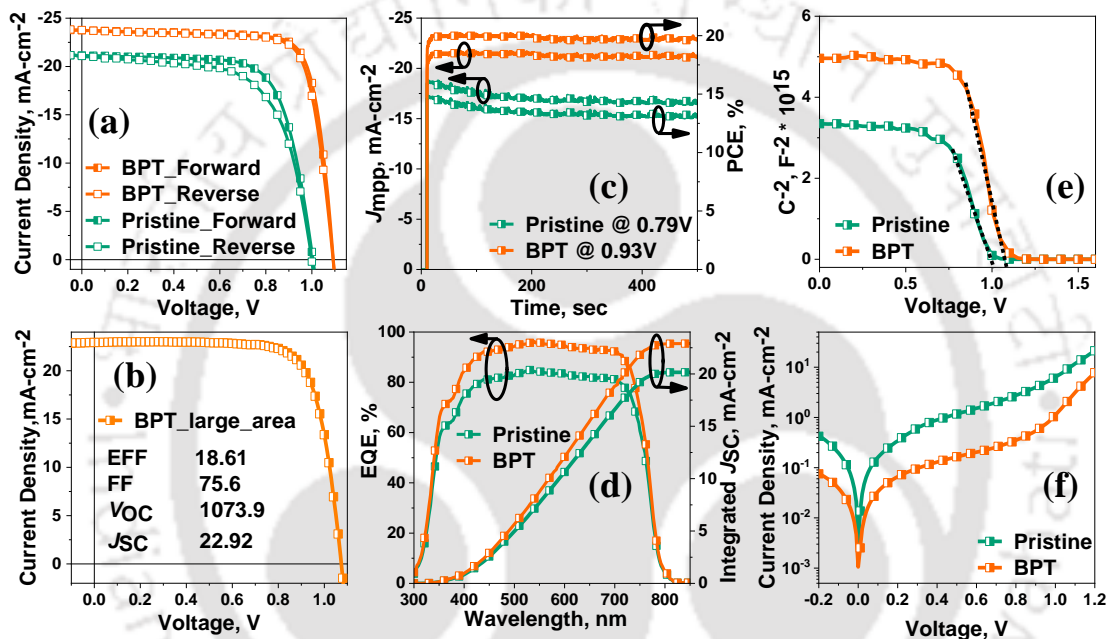 -25
-20
-15
-10
-5
0
0.0 0.2 0.4 0.6 0.8 1.0
Current Density, mA-cm-2
Voltage, V
(a)
BPT_Forward
BPT_Reverse
Pristine_Forward
Pristine_Reverse
-25
-20
-15
-10
-5
0
0 200 400
20
15
10
5
0
Jmpp, mA-cm-2
PCE, %
Time, sec
(c)
Pristine @ 0.79V
BPT @ 0.93V
6
4
2
0
0.0 0.5 1.0 1.5
C-2, F-2 * 10^15
Voltage, V
(e)
Pristine
BPT
20
15
10
5
0
0.0 0.2 0.4 0.6 0.8 1.0
Current Density,mA-cm-2
Voltage, V
(b)
BPT_large_area
EFF 18.61
FF 75.6
VOC 1073.9
JSC 22.92
100
80
60
40
20
0
300 400 500 600 700 800
20
15
10
5
0
EQE, %
Integrated JSC, mA-cm-2
Wavelength, nm
(d)
Pristine
BPT
10^1
10^0
10^-1
10^-2
10^-3
-0.2 0.0 0.2 0.4 0.6 0.8 1.0 1.2
Current Density, mA-cm-2
Voltage, V
(f)
Pristine
BPT